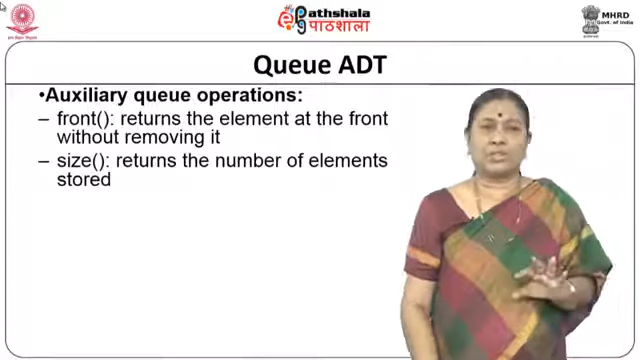 Pathshala
पाठशाला
MHRD
Govt. of India
Queue ADT
•Auxiliary queue operations:
– front(): returns the element at the front
without removing it
– size(): returns the number of elements
stored